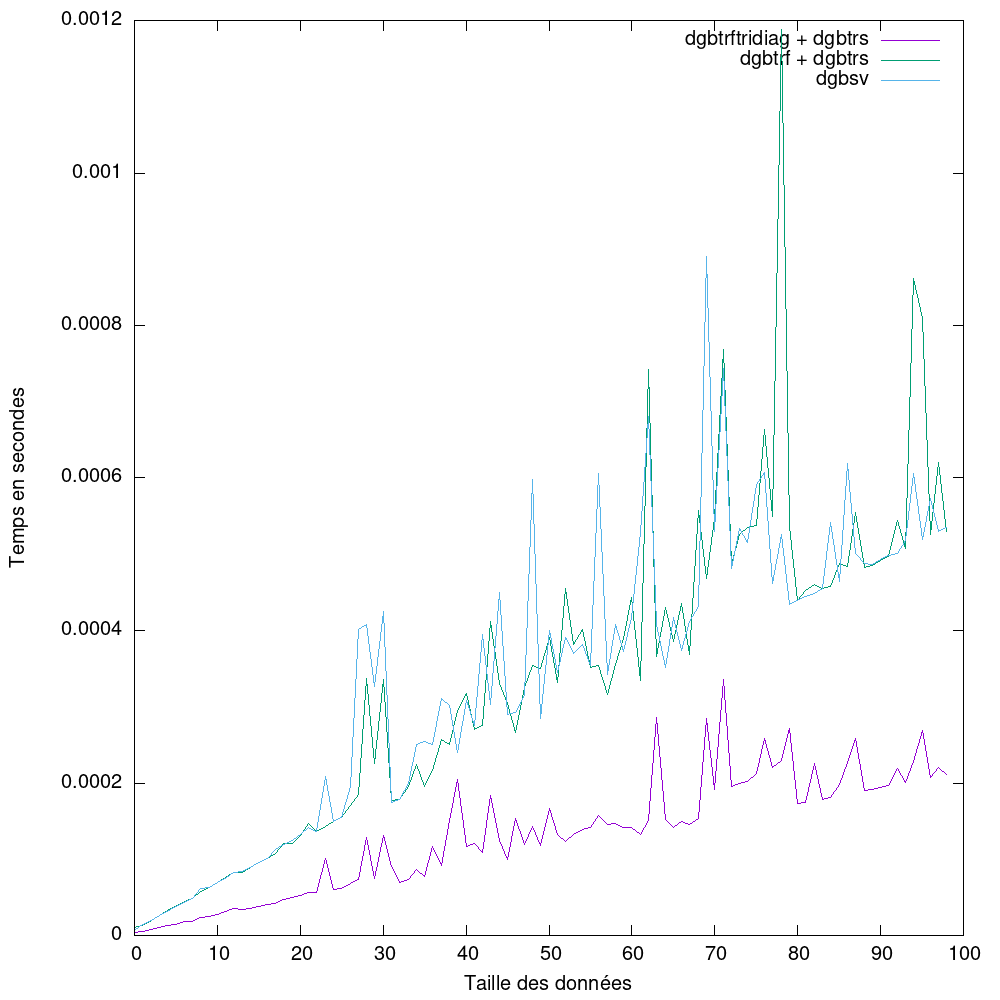 0.0012
dgbtrftridiag + dgbtrs
dgbtrf + dgbtrs
dgbsv
0.001
0.0008
0.0006
0.0004
0.0002
0
Temps en secondes
0 10 20 30 40 50 60 70 80 90 100
Taille des données